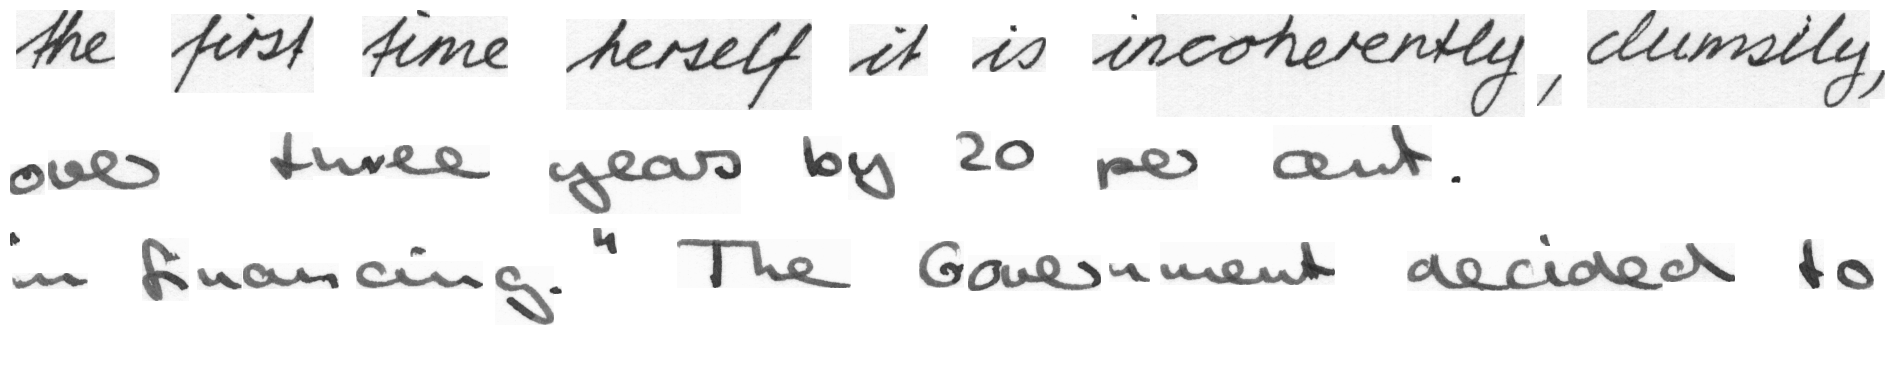 the first time herself it is incoherently, clumsily,
over three years by 20 per cent.
in financing." The Government decided to